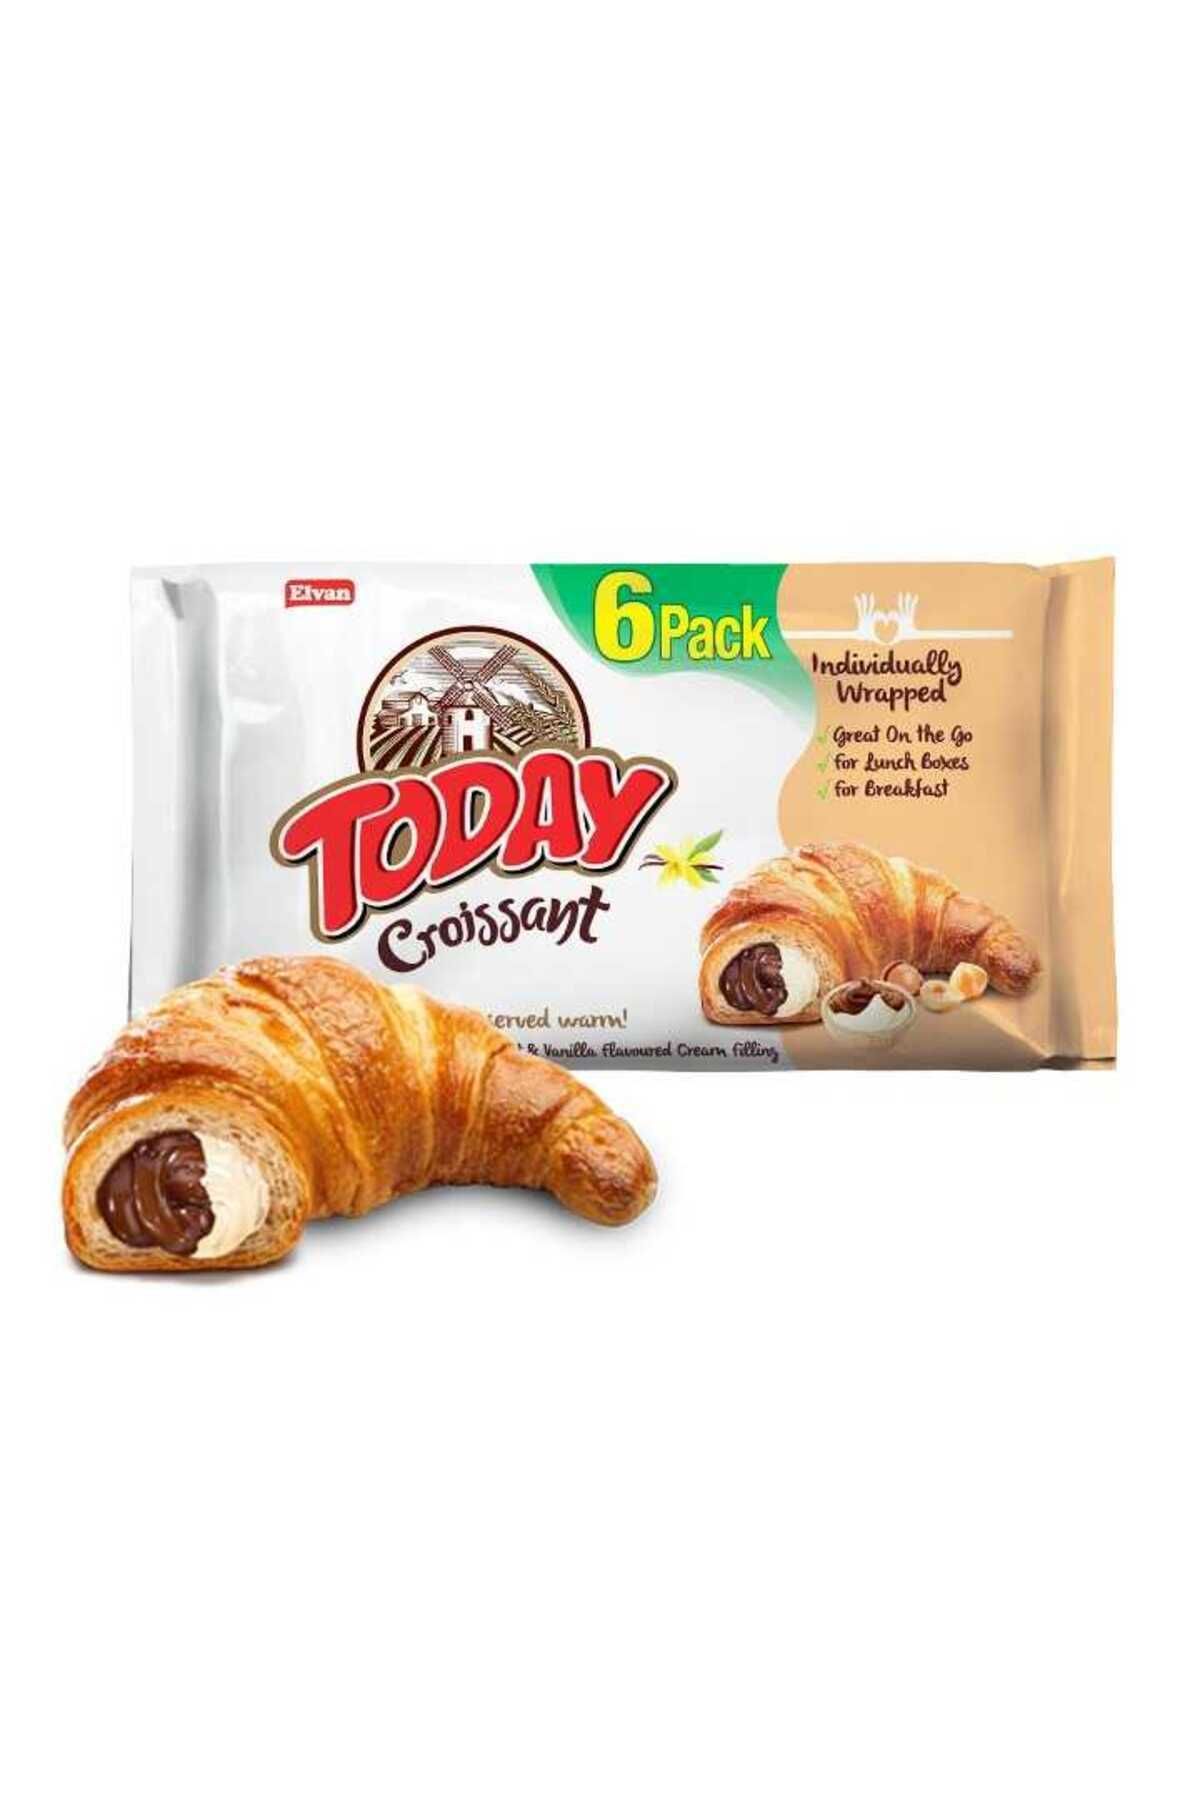 Elvan
6 Pack
Individually
Wrapped
Great On the Go
for Lunch Boxes
for Breakfast
TODAY
Croissant
warm!
& Vanilla Flavoured Cream Filling